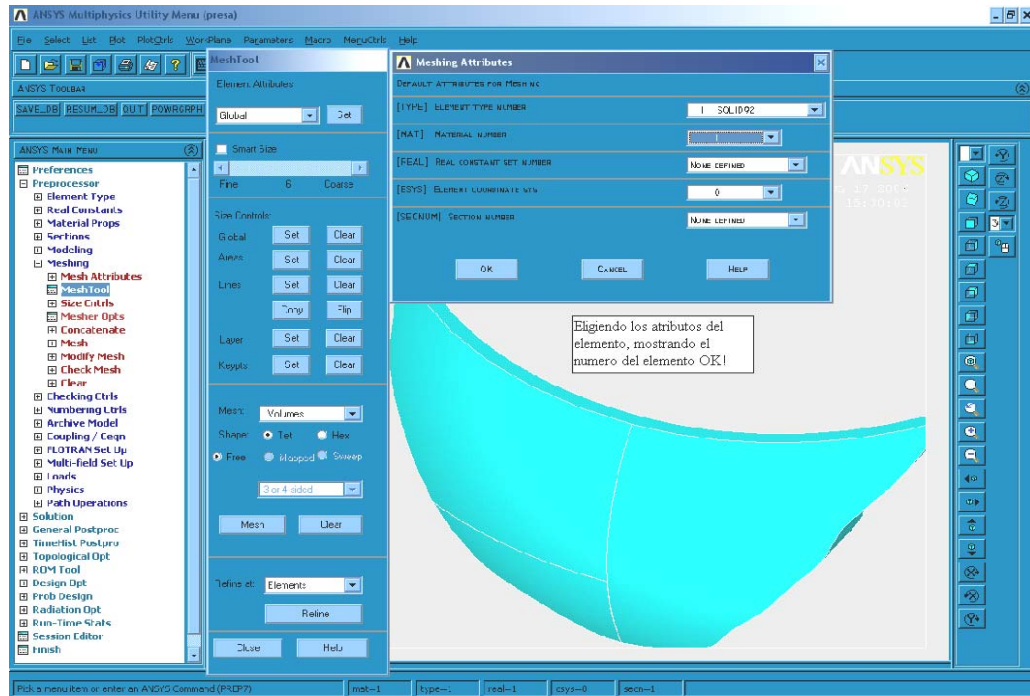 ANSYS Multiphysics Utility Menu (presa)
File Select List Plot PlotCtrls WorkPlane Parameters Macro MenuCtrls Help
ANSYS Toolbar
SAVE_DB RESUM_DB QUIT POWRGRPH
ANSYS Main Menu
Preferences
Preprocessor
Element Type
Real Constants
Material Props
Sections
Modeling
Meshing
Mesh Attributes
MeshTool
Size Cntrls
Mesher Opts
Concatenate
Mesh
Modify Mesh
Check Mesh
Clear
Checking Ctrls
Numbering Ctrls
Archive Model
Coupling / Ceqn
FLOTRAN Set Up
Multi-field Set Up
Loads
Physics
Path Operations
Solution
General Postproc
TimeHist Postpro
Topological Opt
ROM Tool
Design Opt
Prob Design
Radiation Opt
Run-Time Stats
Session Editor
Finish
MeshTool
Element Attributes:
Global Set
Smart Size
Fine 6 Coarse
Size Controls:
Global Set Clear
Areas Set Clear
Lines Set Clear
Copy Flip
Layer Set Clear
Keypts Set Clear
Mesh: Volumes
Shape: Tet Hex
Free Mapped Sweep
3 or 4 sided
Mesh Clear
Refine at: Elements
Refine
Close Help
Meshing Attributes
Default Attributes for Meshing
[TYPE] Element type number 1 SOLID92
[MAT] Material number 1
[REAL] Real constant set number None defined
[ESYS] Element coordinate sys 0
[SECNUM] Section number None defined
OK Cancel Help
ANSYS
Eligiendo los atributos del
elemento, mostrando el
numero del elemento OK!
3
Pick a menu item or enter an ANSYS Command (PREP7) mat=1 type=1 real=1 csys=0 secn=1